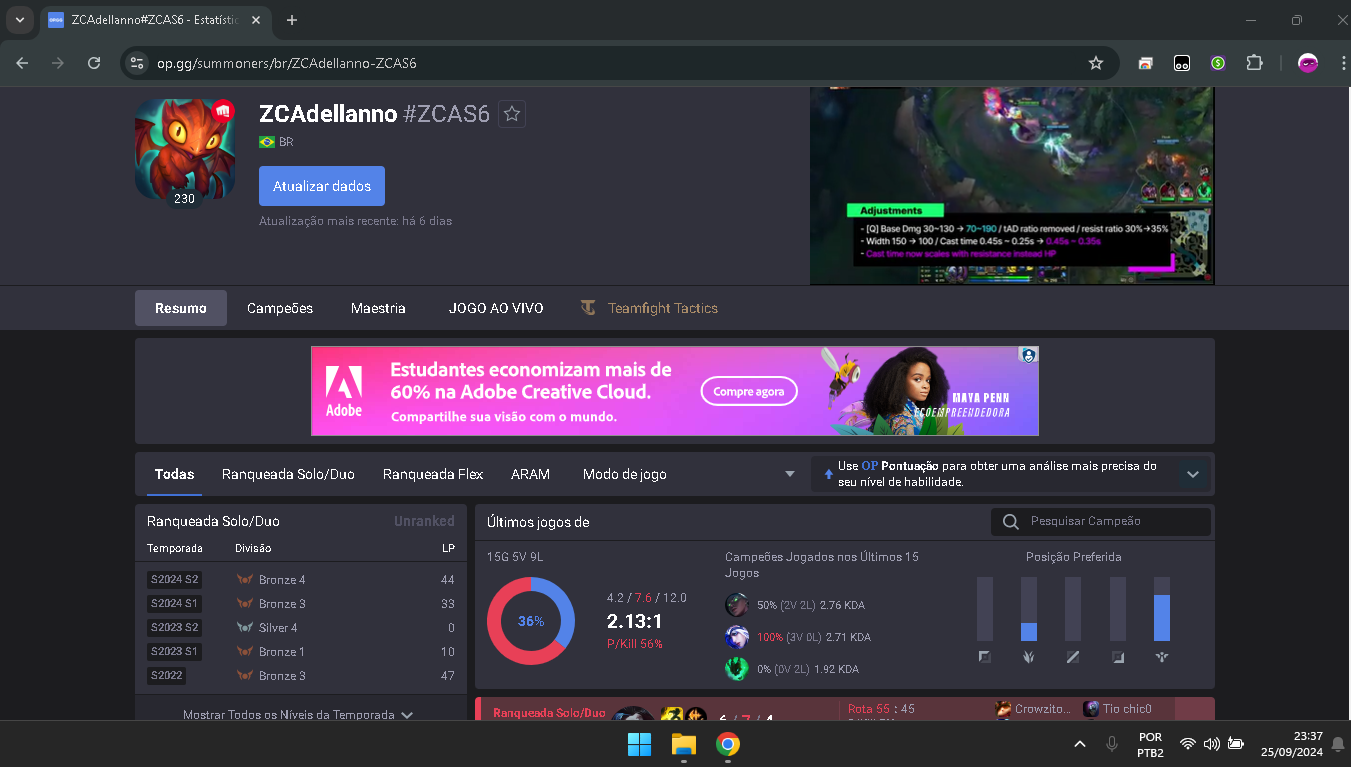 ZCAdellanno#ZCAS6 - Estatístic
op.gg/summoners/br/ZCAdellanno-ZCAS6
ZCAdellanno #ZCAS6
BR
230
Atualizar dados
Atualização mais recente: há 6 dias
Adjustments
- [Q] Base Dmg 30~130 → 70~190 / tAD ratio removed / resist ratio 30%→35%
- Width 150 → 100 / Cast time 0.45s ~ 0.25s → 0.45s ~ 0.35s
- Cast time now scales with resistance instead HP
Resumo
Campeões
Maestria
JOGO AO VIVO
Teamfight Tactics
Adobe
Estudantes economizam mais de
60% na Adobe Creative Cloud.
Compartilhe sua visão com o mundo.
Compre agora
MAYA PENN
ECOEMPREENDEDORA
Todas
Ranqueada Solo/Duo
Ranqueada Flex
ARAM
Modo de jogo
Use OP Pontuação para obter uma análise mais precisa do
seu nível de habilidade.
Ranqueada Solo/Duo Unranked
Temporada Divisão LP
S2024 S2 Bronze 4 44
S2024 S1 Bronze 3 33
S2023 S2 Silver 4 0
S2023 S1 Bronze 1 10
S2022 Bronze 3 47
Mostrar Todos os Níveis da Temporada
Últimos jogos de
Pesquisar Campeão
15G 5V 9L
36%
4.2 / 7.6 / 12.0
2.13:1
P/Kill 56%
Campeões Jogados nos Últimos 15
Jogos
50% (2V 2L) 2.76 KDA
100% (3V 0L) 2.71 KDA
0% (0V 2L) 1.92 KDA
Posição Preferida
Ranqueada Solo/Duo
6 / 7 / 4
Rota 55 : 45
Crowzito...
Tio chic0
POR
PTB2
23:37
25/09/2024